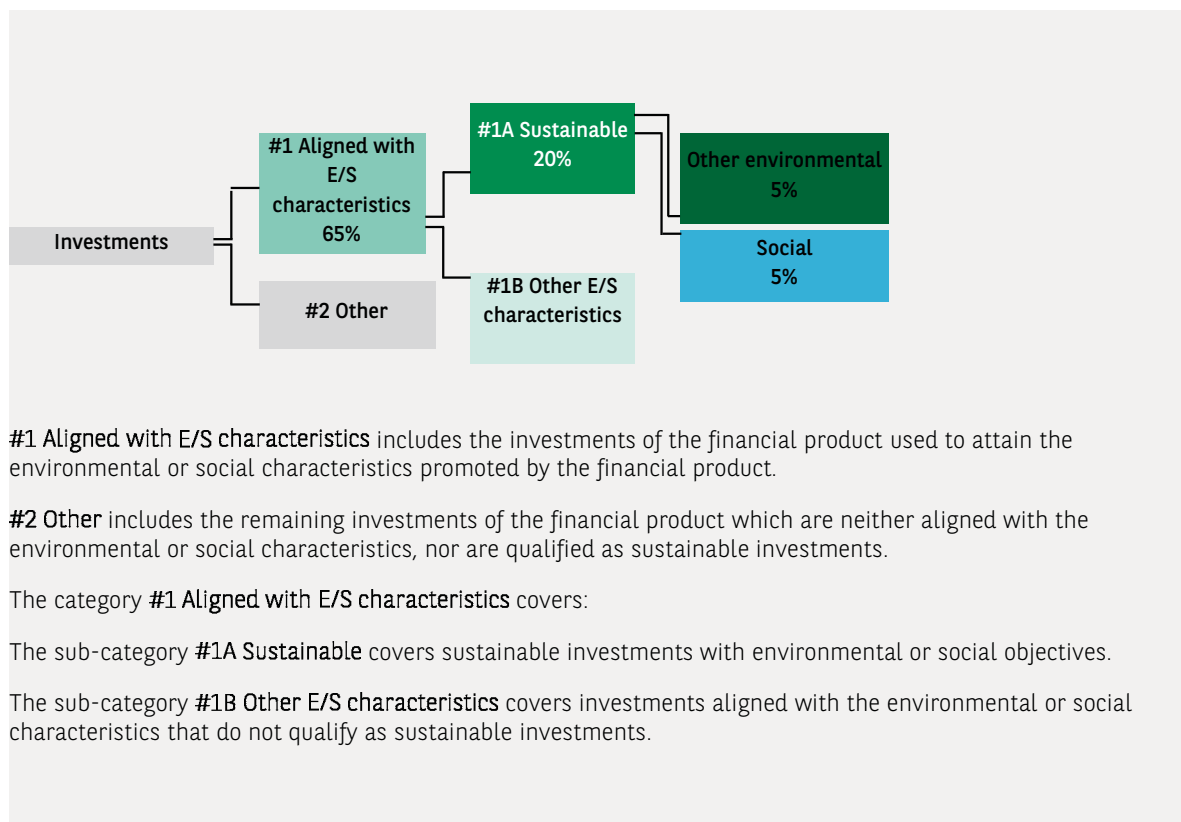 Investments
#1 Aligned with
E/S
characteristics
65%
#2 Other
#1A Sustainable
20%
#1B Other E/S
characteristics
Other environmental
5%
Social
5%
#1 Aligned with E/S characteristics includes the investments of the financial product used to attain the
environmental or social characteristics promoted by the financial product.
#2 Other includes the remaining investments of the financial product which are neither aligned with the
environmental or social characteristics, nor are qualified as sustainable investments.
The category #1 Aligned with E/S characteristics covers:
The sub-category #1A Sustainable covers sustainable investments with environmental or social objectives.
The sub-category #1B Other E/S characteristics covers investments aligned with the environmental or social
characteristics that do not qualify as sustainable investments.